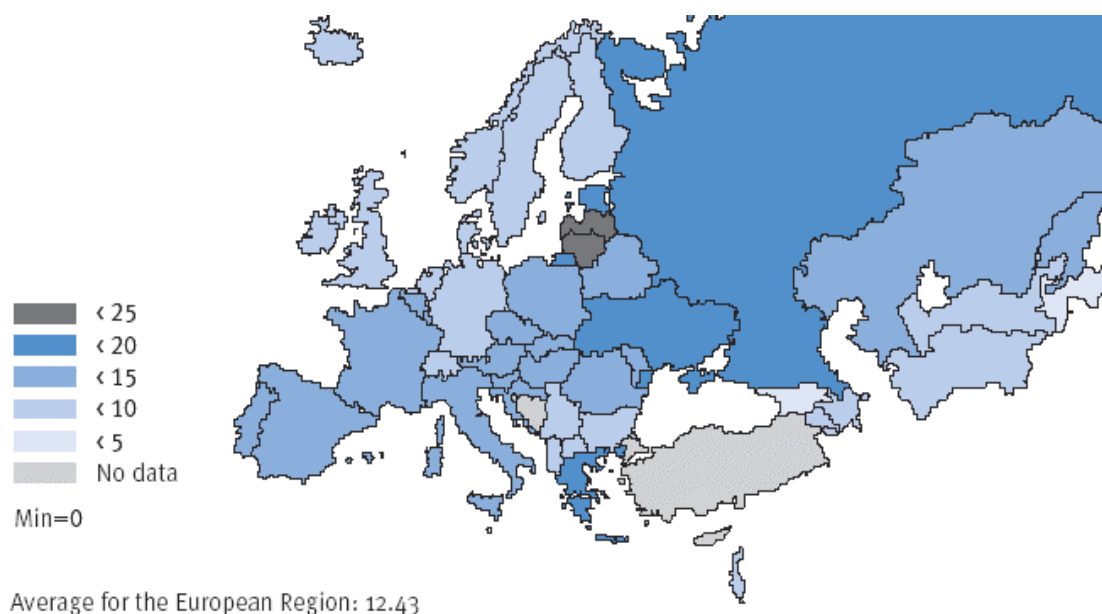 < 25
< 20
< 15
< 10
< 5
No data
Min=0
Average for the European Region: 12.43